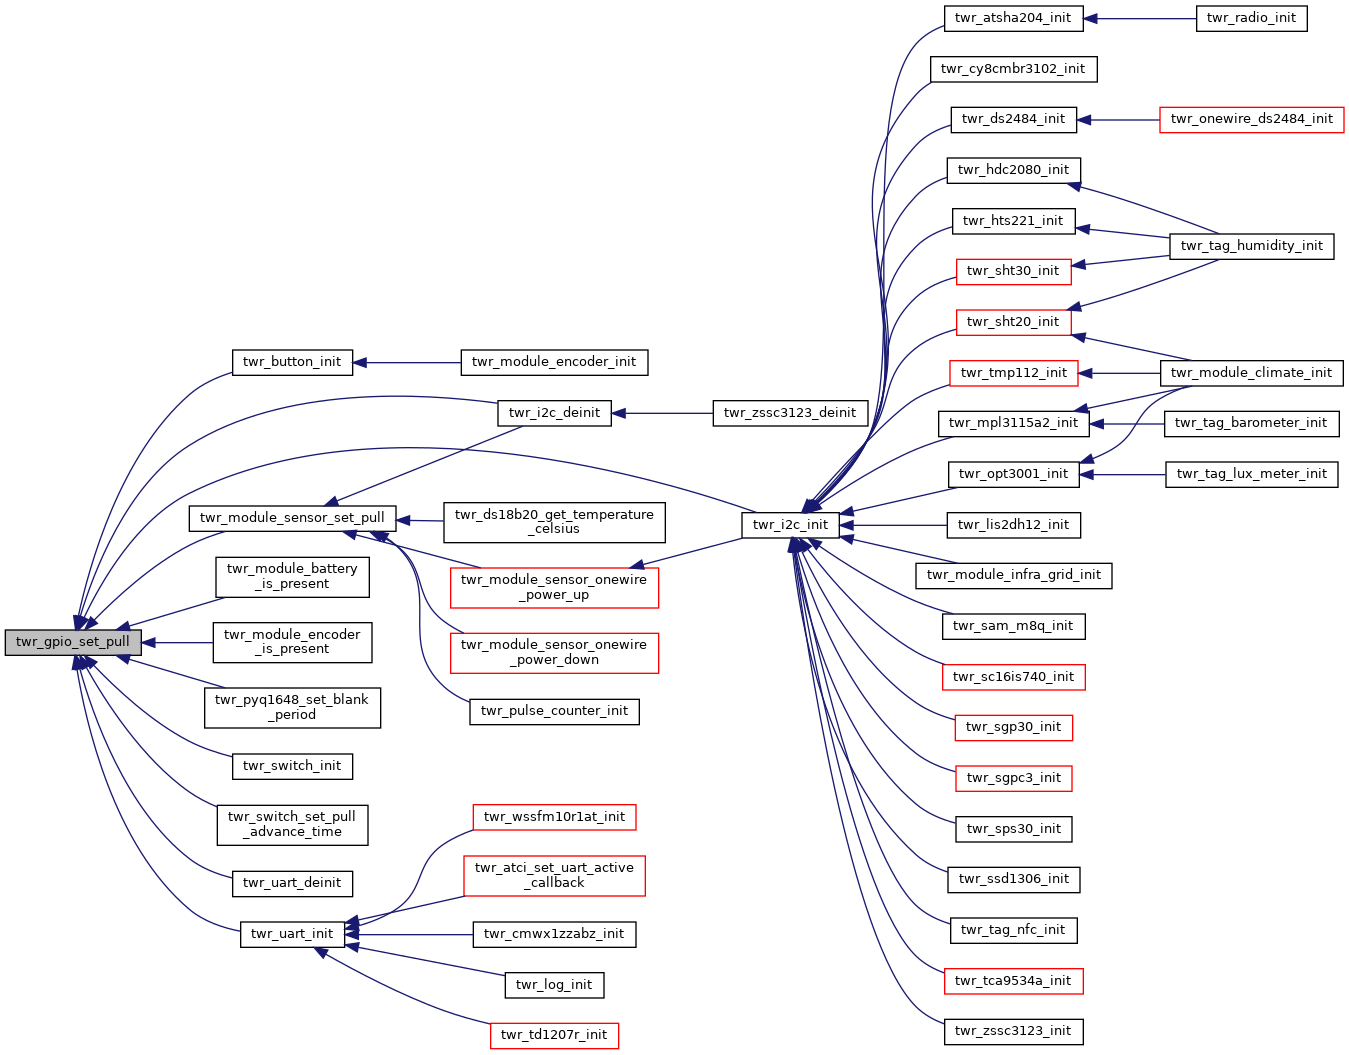 twr_gpio_set_pull
twr_button_init
twr_module_encoder_init
twr_i2c_deinit
twr_zssc3123_deinit
twr_module_sensor_set_pull
twr_ds18b20_get_temperature
_celsius
twr_module_sensor_onewire
_power_up
twr_module_sensor_onewire
_power_down
twr_pulse_counter_init
twr_module_battery
_is_present
twr_module_encoder
_is_present
twr_pyq1648_set_blank
_period
twr_switch_init
twr_switch_set_pull
_advance_time
twr_uart_deinit
twr_uart_init
twr_wssfm10r1at_init
twr_atci_set_uart_active
_callback
twr_cmwx1zzabz_init
twr_log_init
twr_td1207r_init
twr_i2c_init
twr_atsha204_init
twr_radio_init
twr_cy8cmbr3102_init
twr_ds2484_init
twr_onewire_ds2484_init
twr_hdc2080_init
twr_hts221_init
twr_tag_humidity_init
twr_sht30_init
twr_sht20_init
twr_tmp112_init
twr_module_climate_init
twr_mpl3115a2_init
twr_tag_barometer_init
twr_opt3001_init
twr_tag_lux_meter_init
twr_lis2dh12_init
twr_module_infra_grid_init
twr_sam_m8q_init
twr_sc16is740_init
twr_sgp30_init
twr_sgpc3_init
twr_sps30_init
twr_ssd1306_init
twr_tag_nfc_init
twr_tca9534a_init
twr_zssc3123_init